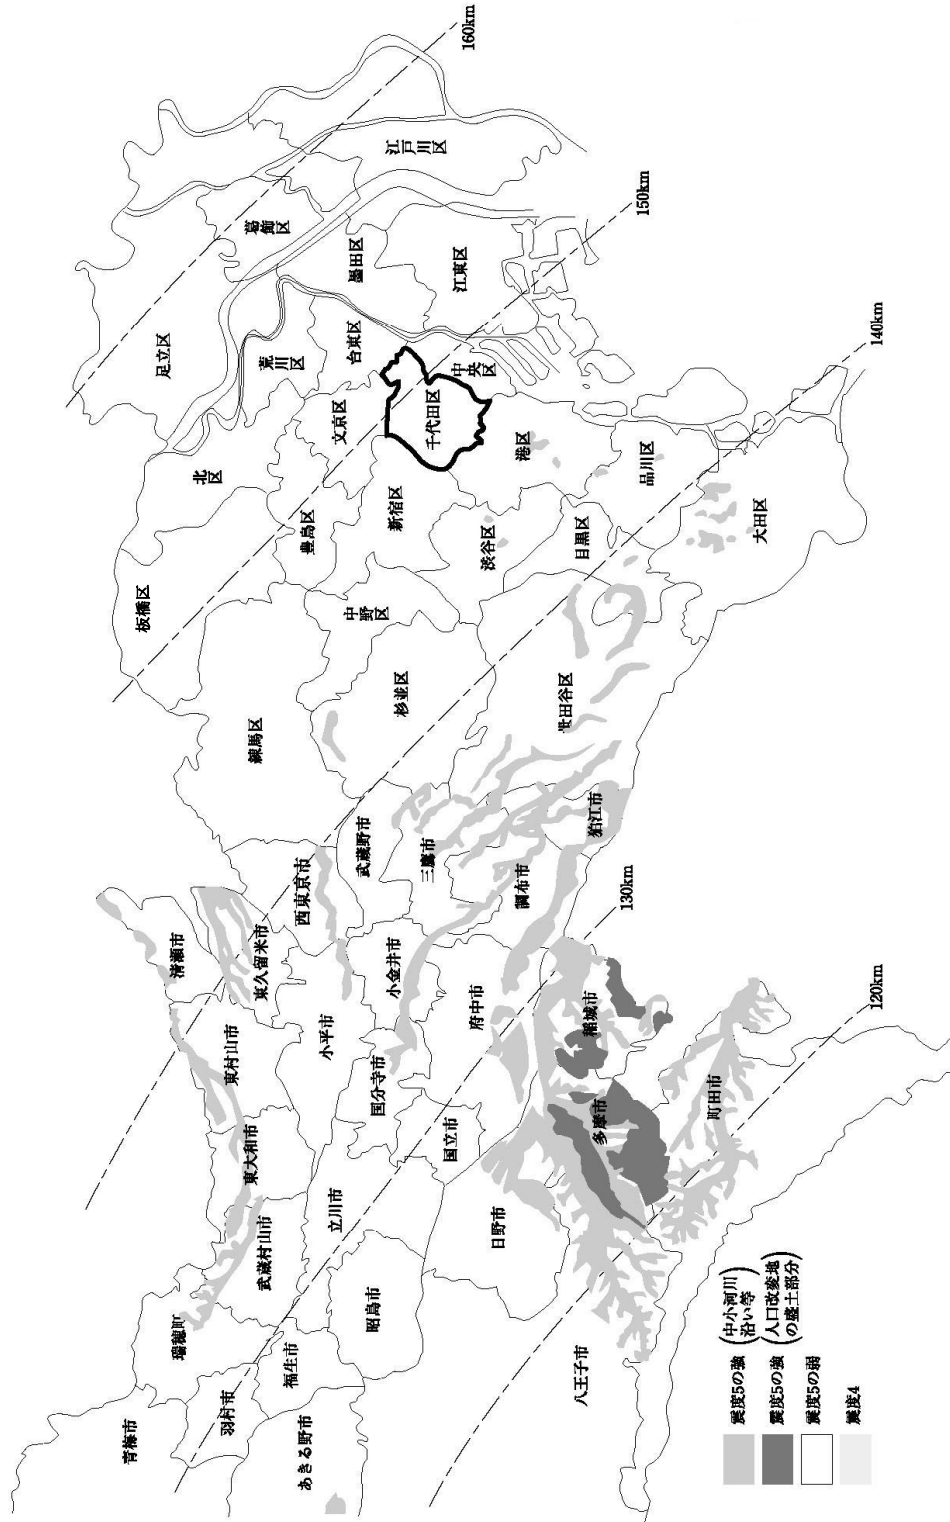 青梅市
瑞穂町
羽村市
福生市
あきる野市
武蔵村山市
東大和市
東村山市
清瀬市
東久留米市
昭島市
立川市
小平市
西東京市
国分寺市
小金井市
武蔵野市
三鷹市
国立市
府中市
調布市
狛江市
日野市
八王子市
多摩市
稲城市
町田市
板橋区
北区
足立区
練馬区
豊島区
文京区
荒川区
台東区
葛飾区
墨田区
江戸川区
中野区
杉並区
新宿区
千代田区
中央区
江東区
渋谷区
港区
世田谷区
目黒区
品川区
大田区
120km
130km
140km
150km
160km
震度5の強(中小河川
沿い等)
震度5の強(人口改変地
の盛土部分)
震度5の弱
震度4